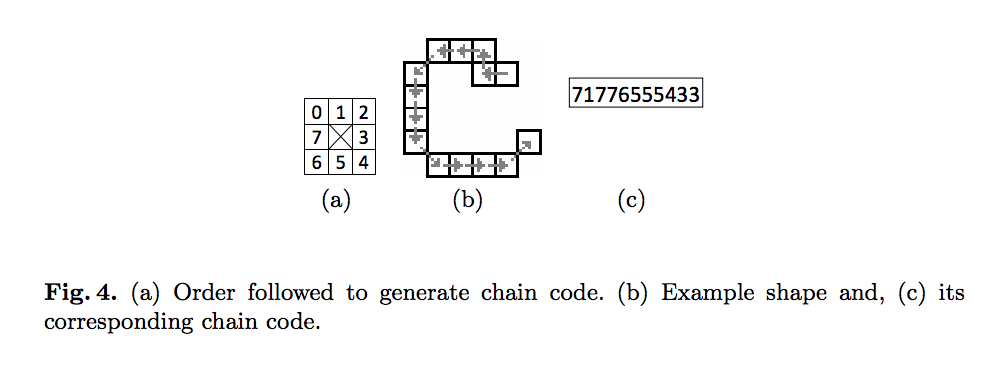 0 1 2
7 3
6 5 4
71776555433
(a) (b) (c)
Fig. 4. (a) Order followed to generate chain code. (b) Example shape and, (c) its
corresponding chain code.